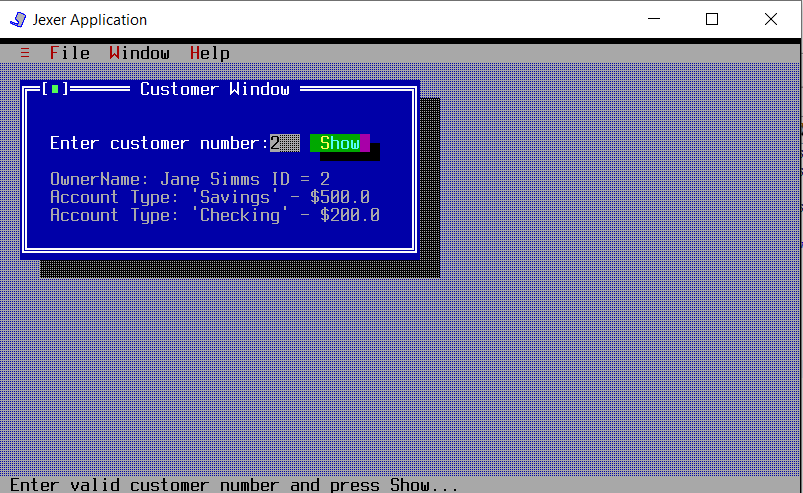 Jexer Application
≡ File Window Help
[■] Customer Window
Enter customer number:2 Show
OwnerName: Jane Simms ID = 2
Account Type: 'Savings' - $500.0
Account Type: 'Checking' - $200.0
Enter valid customer number and press Show...